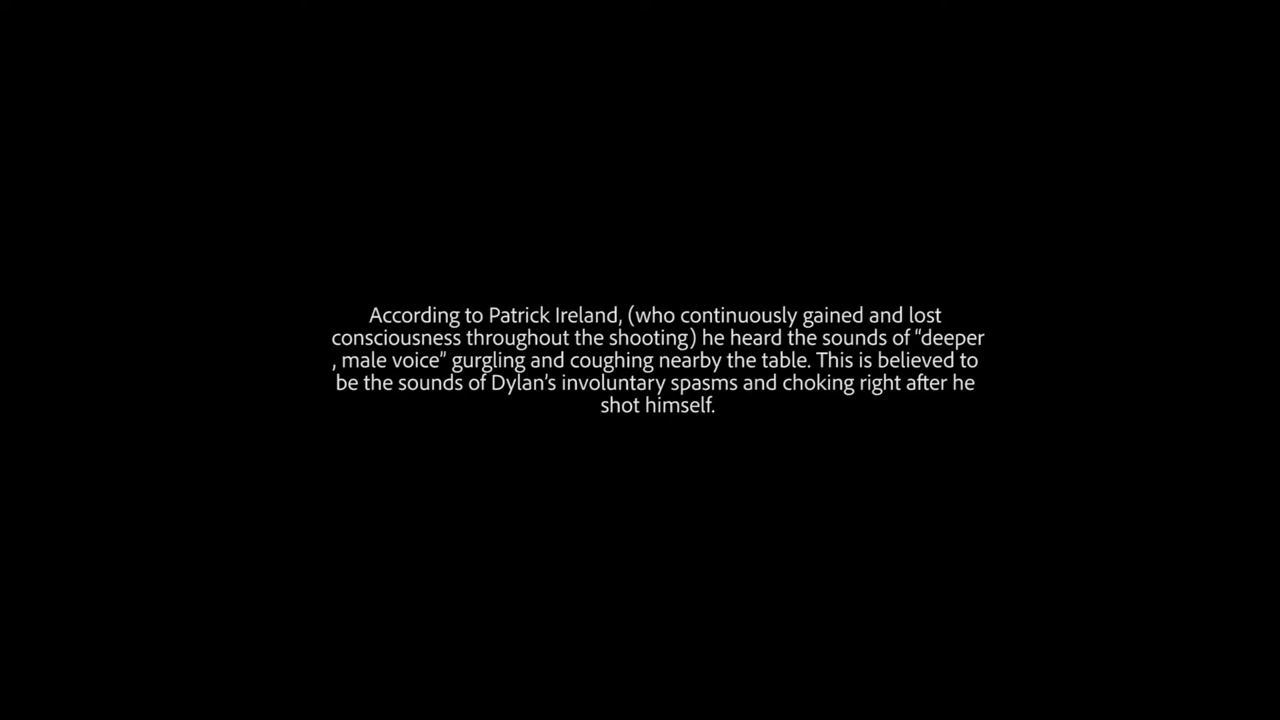 According to Patrick Ireland, (who continuously gained and lost
consciousness throughout the shooting) he heard the sounds of “deeper
, male voice” gurgling and coughing nearby the table. This is believed to
be the sounds of Dylan’s involuntary spasms and choking right after he
shot himself.